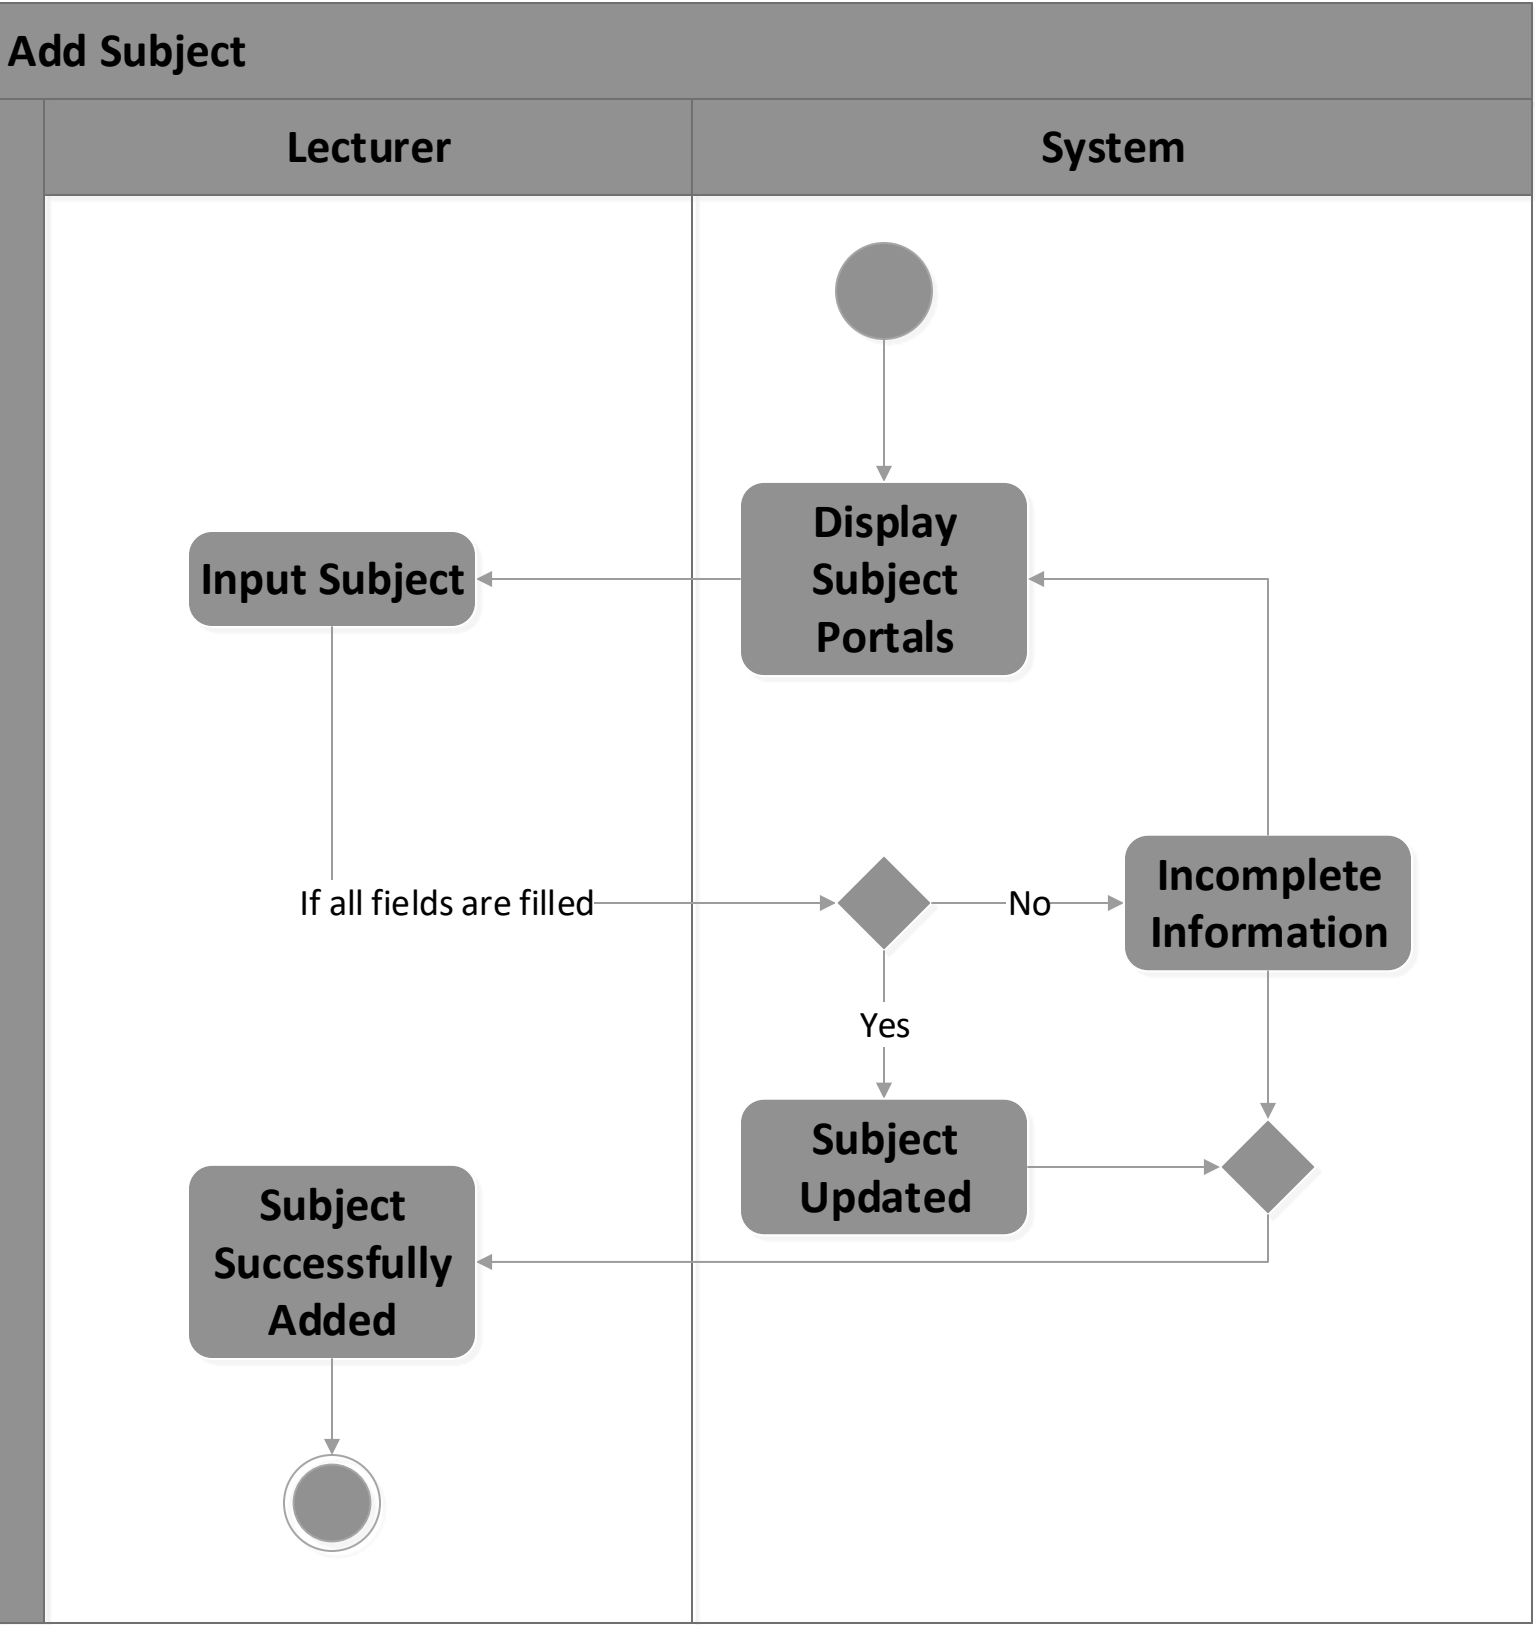 Add Subject
Lecturer
System
Display
Subject
Portals
Input Subject
If all fields are filled
No
Incomplete
Information
Yes
Subject
Updated
Subject
Successfully
Added